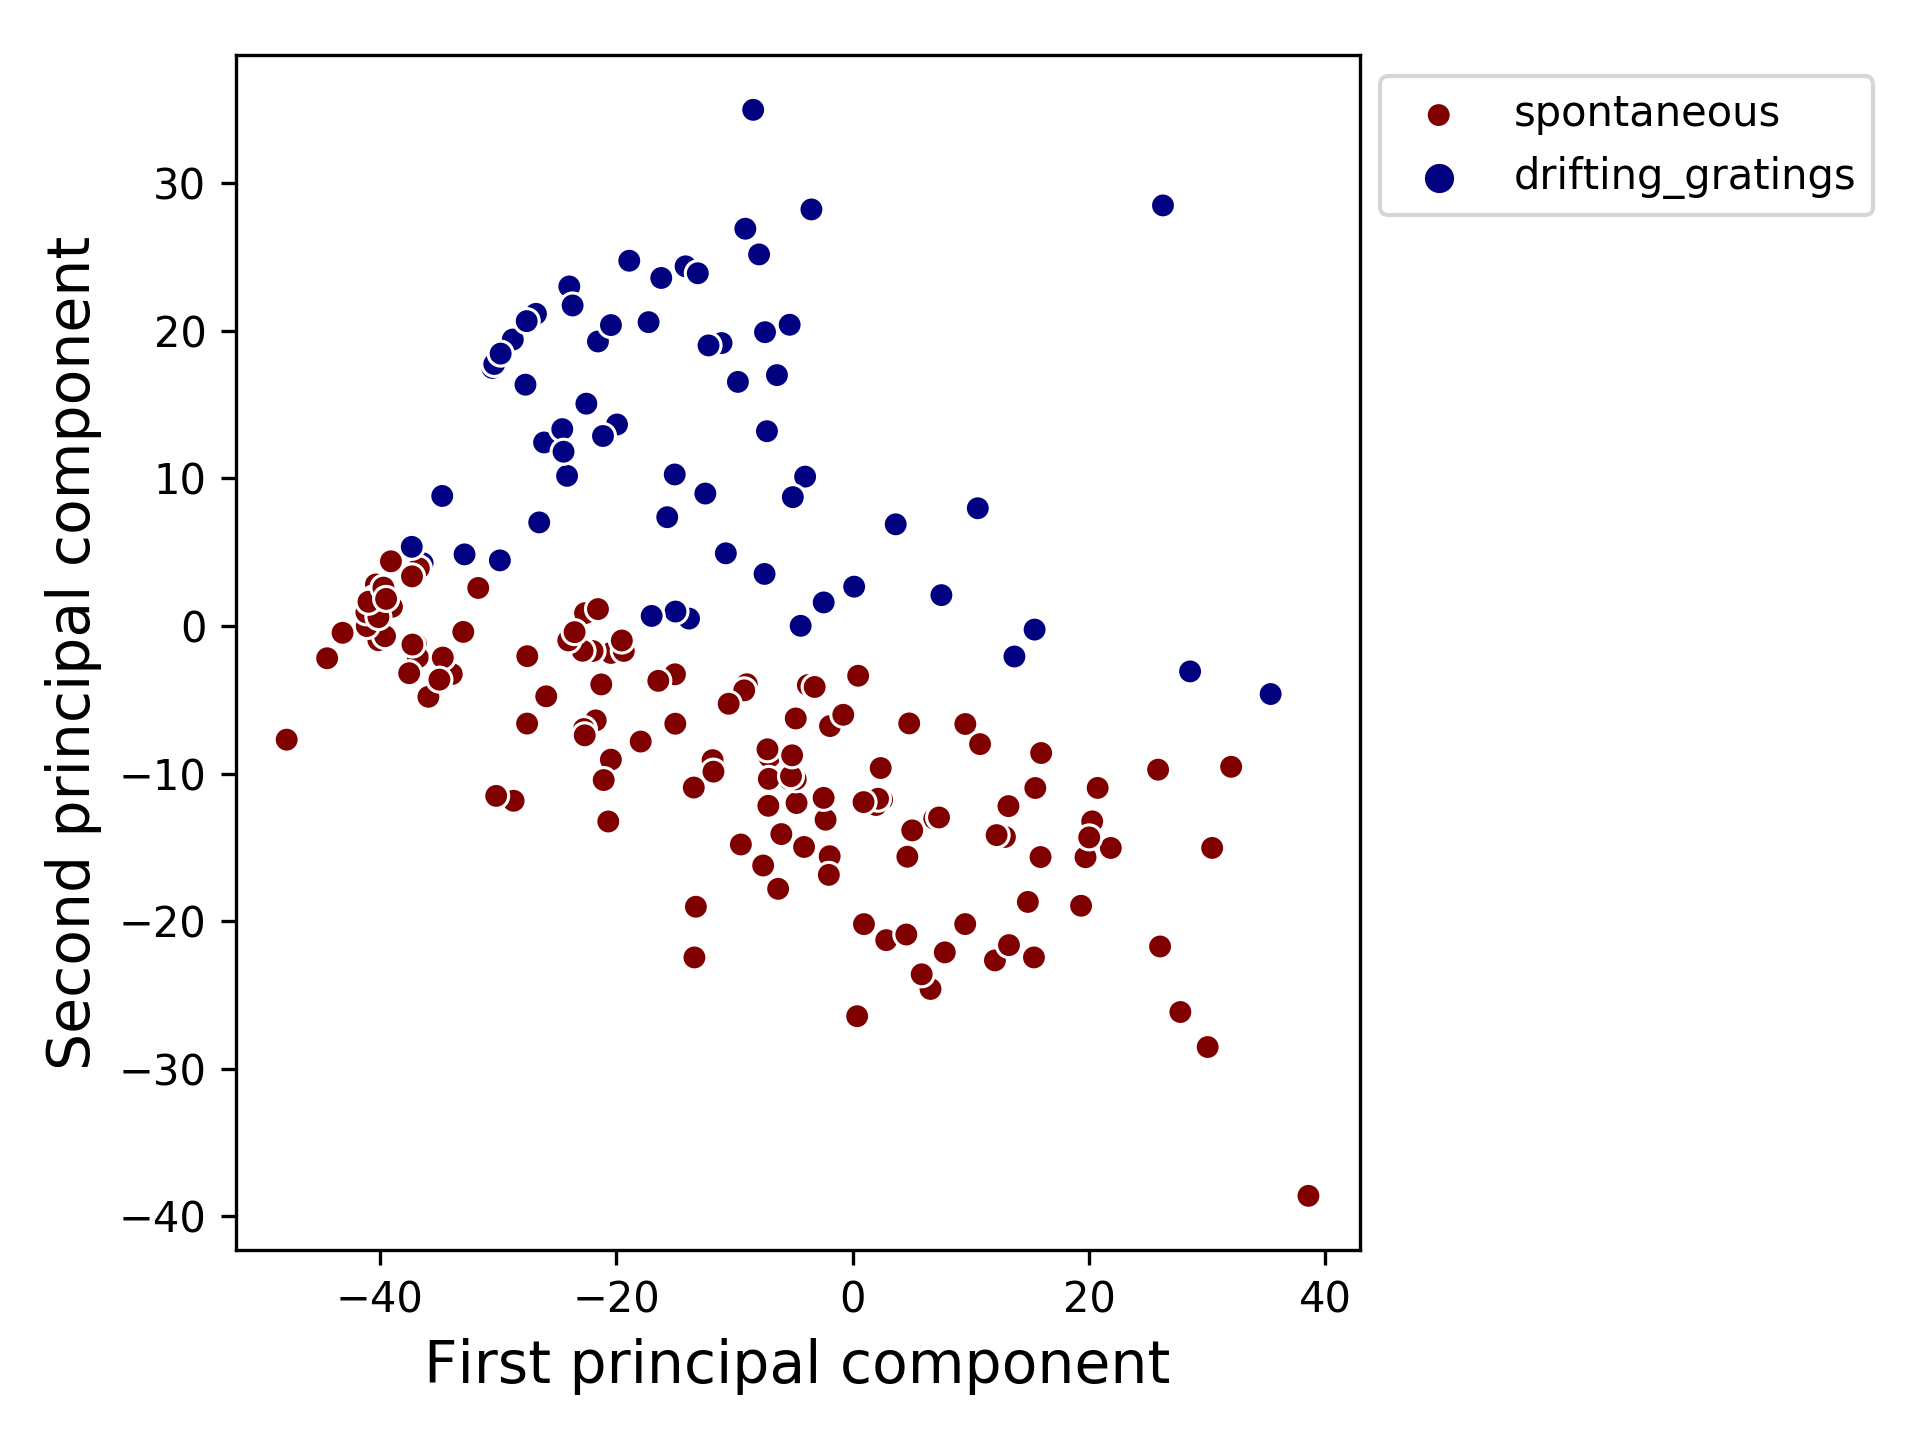 spontaneous
drifting_gratings
30
20
10
0
−10
−20
−30
−40
−40 −20 0 20 40
First principal component
Second principal component